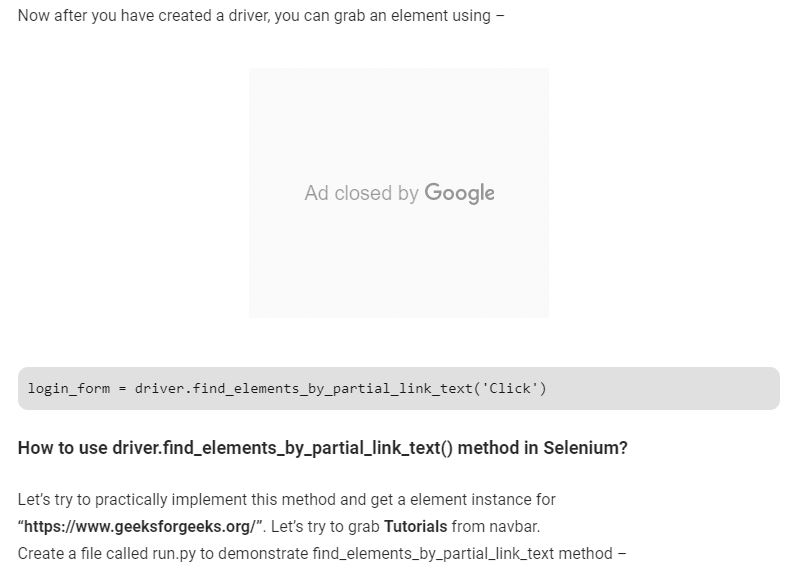 Now after you have created a driver, you can grab an element using –
Ad closed by Google
login_form = driver.find_elements_by_partial_link_text('Click')
How to use driver.find_elements_by_partial_link_text() method in Selenium?
Let’s try to practically implement this method and get a element instance for
“https://www.geeksforgeeks.org/”. Let’s try to grab Tutorials from navbar.
Create a file called run.py to demonstrate find_elements_by_partial_link_text method –